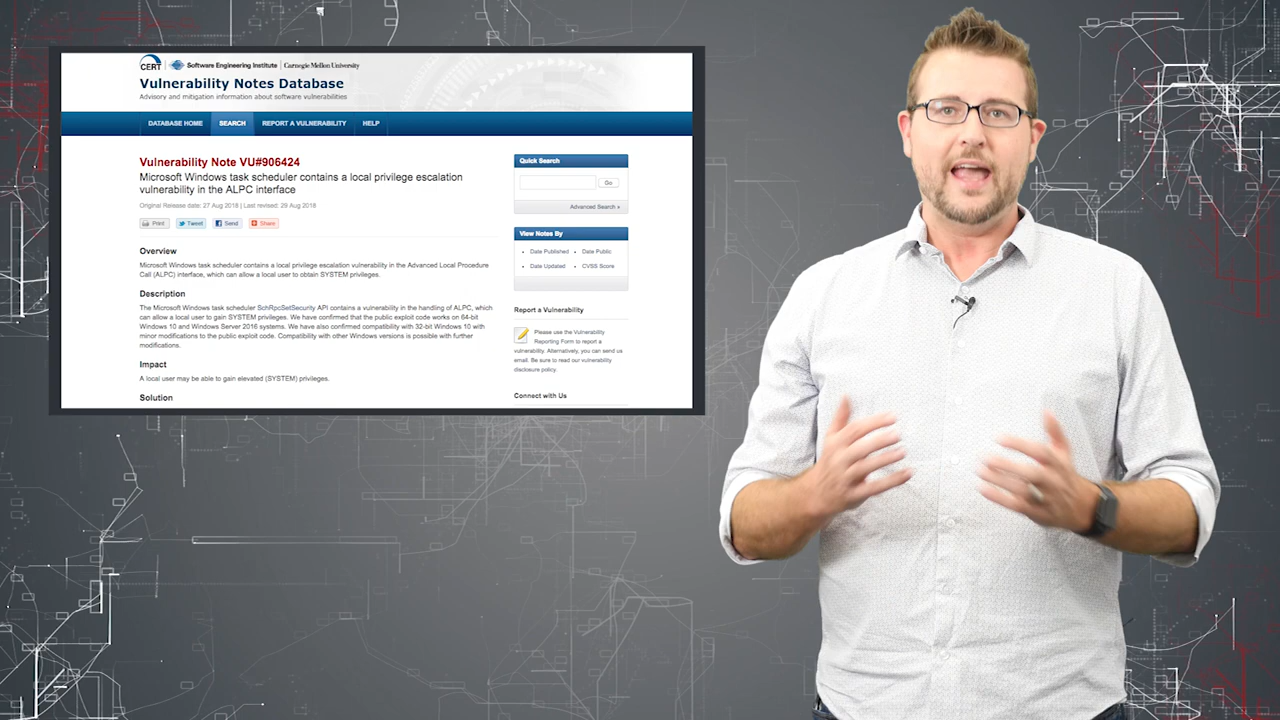 CERT Software Engineering Institute Carnegie Mellon University
Vulnerability Notes Database
Advisory and mitigation information about software vulnerabilities
DATABASE HOME SEARCH REPORT A VULNERABILITY HELP
Vulnerability Note VU#906424
Microsoft Windows task scheduler contains a local privilege escalation
vulnerability in the ALPC interface
Original Release date: 27 Aug 2018 | Last revised: 29 Aug 2018
Print Tweet Send Share
Overview
Microsoft Windows task scheduler contains a local privilege escalation vulnerability in the Advanced Local Procedure
Call (ALPC) interface, which can allow a local user to obtain SYSTEM privileges.
Description
The Microsoft Windows task scheduler SchRpcSetSecurity API contains a vulnerability in the handling of ALPC, which
can allow a local user to gain SYSTEM privileges. We have confirmed that the public exploit code works on 64-bit
Windows 10 and Windows Server 2016 systems. We have also confirmed compatibility with 32-bit Windows 10 with
minor modifications to the public exploit code. Compatibility with other Windows versions is possible with further
modifications.
Impact
A local user may be able to gain elevated (SYSTEM) privileges.
Solution
Quick Search
Go
Advanced Search »
View Notes By
Date Published Date Public
Date Updated CVSS Score
Report a Vulnerability
Please use the Vulnerability
Reporting Form to report a
vulnerability. Alternatively, you can send us
email. Be sure to read our vulnerability
disclosure policy.
Connect with Us